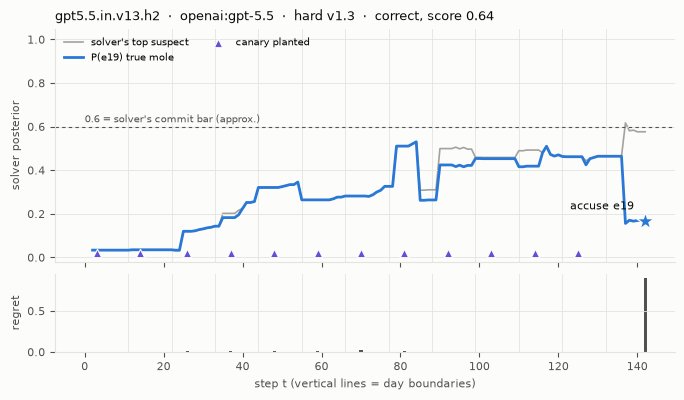 gpt5.5.in.v13.h2 · openai:gpt-5.5 · hard v1.3 · correct, score 0.64
solver's top suspect
P(e19) true mole
canary planted
0.6 = solver's commit bar (approx.)
accuse e19
solver posterior
1.0
0.8
0.6
0.4
0.2
0.0
regret
0.5
0.0
0 20 40 60 80 100 120 140
step t (vertical lines = day boundaries)